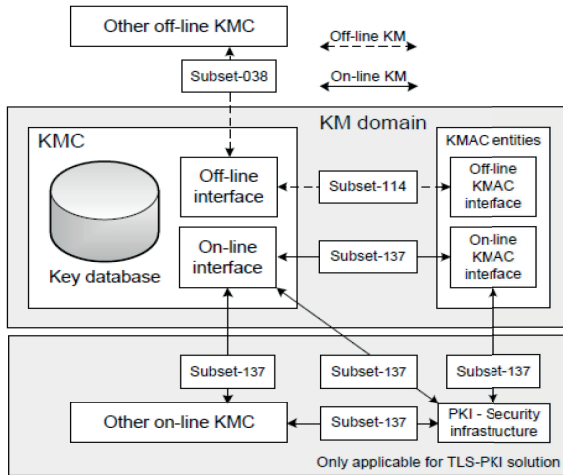 Other off-line KMC
Off-line KM
Subset-038
On-line KM
KM domain
KMC
KMAC entities
Off-line
interface
Subset-114
Off-line
KMAC
interface
Key database
On-line
interface
Subset-137
On-line
KMAC
interface
Subset-137
Subset-137
Subset-137
Other on-line KMC
Subset-137
PKI - Security
infrastructure
Only applicable for TLS-PKI solution